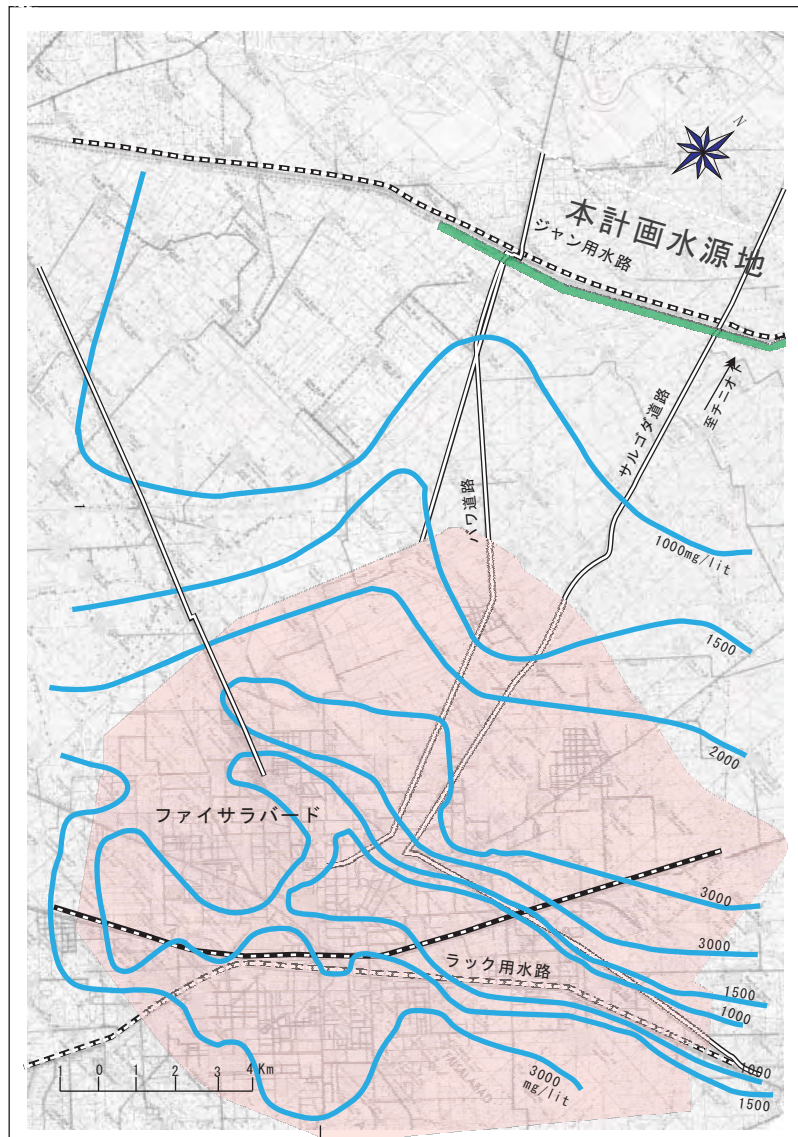 N
本計画水源地
ジャン用水路
至チニオト
サルゴダ道路
パワ道路
1000mg/lit
1500
2000
ファイサラバード
3000
3000
ラック用水路
1500
1000
1000
1500
3000
mg/lit
1 0 1 2 3 4 Km